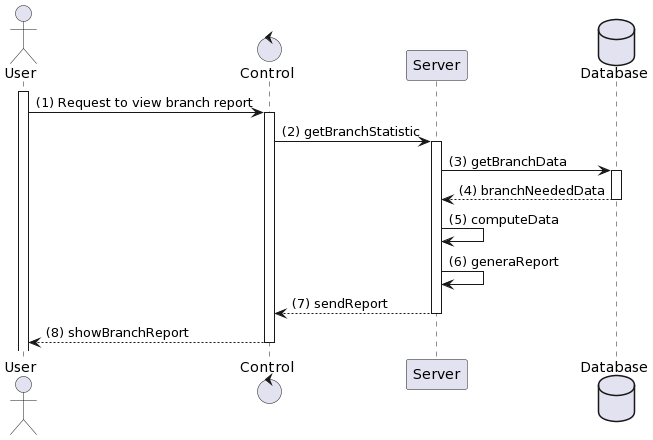 User
Control
Server
Database
(1) Request to view branch report
(2) getBranchStatistic
(3) getBranchData
(4) branchNeededData
(5) computeData
(6) generaReport
(7) sendReport
(8) showBranchReport
User
Control
Server
Database